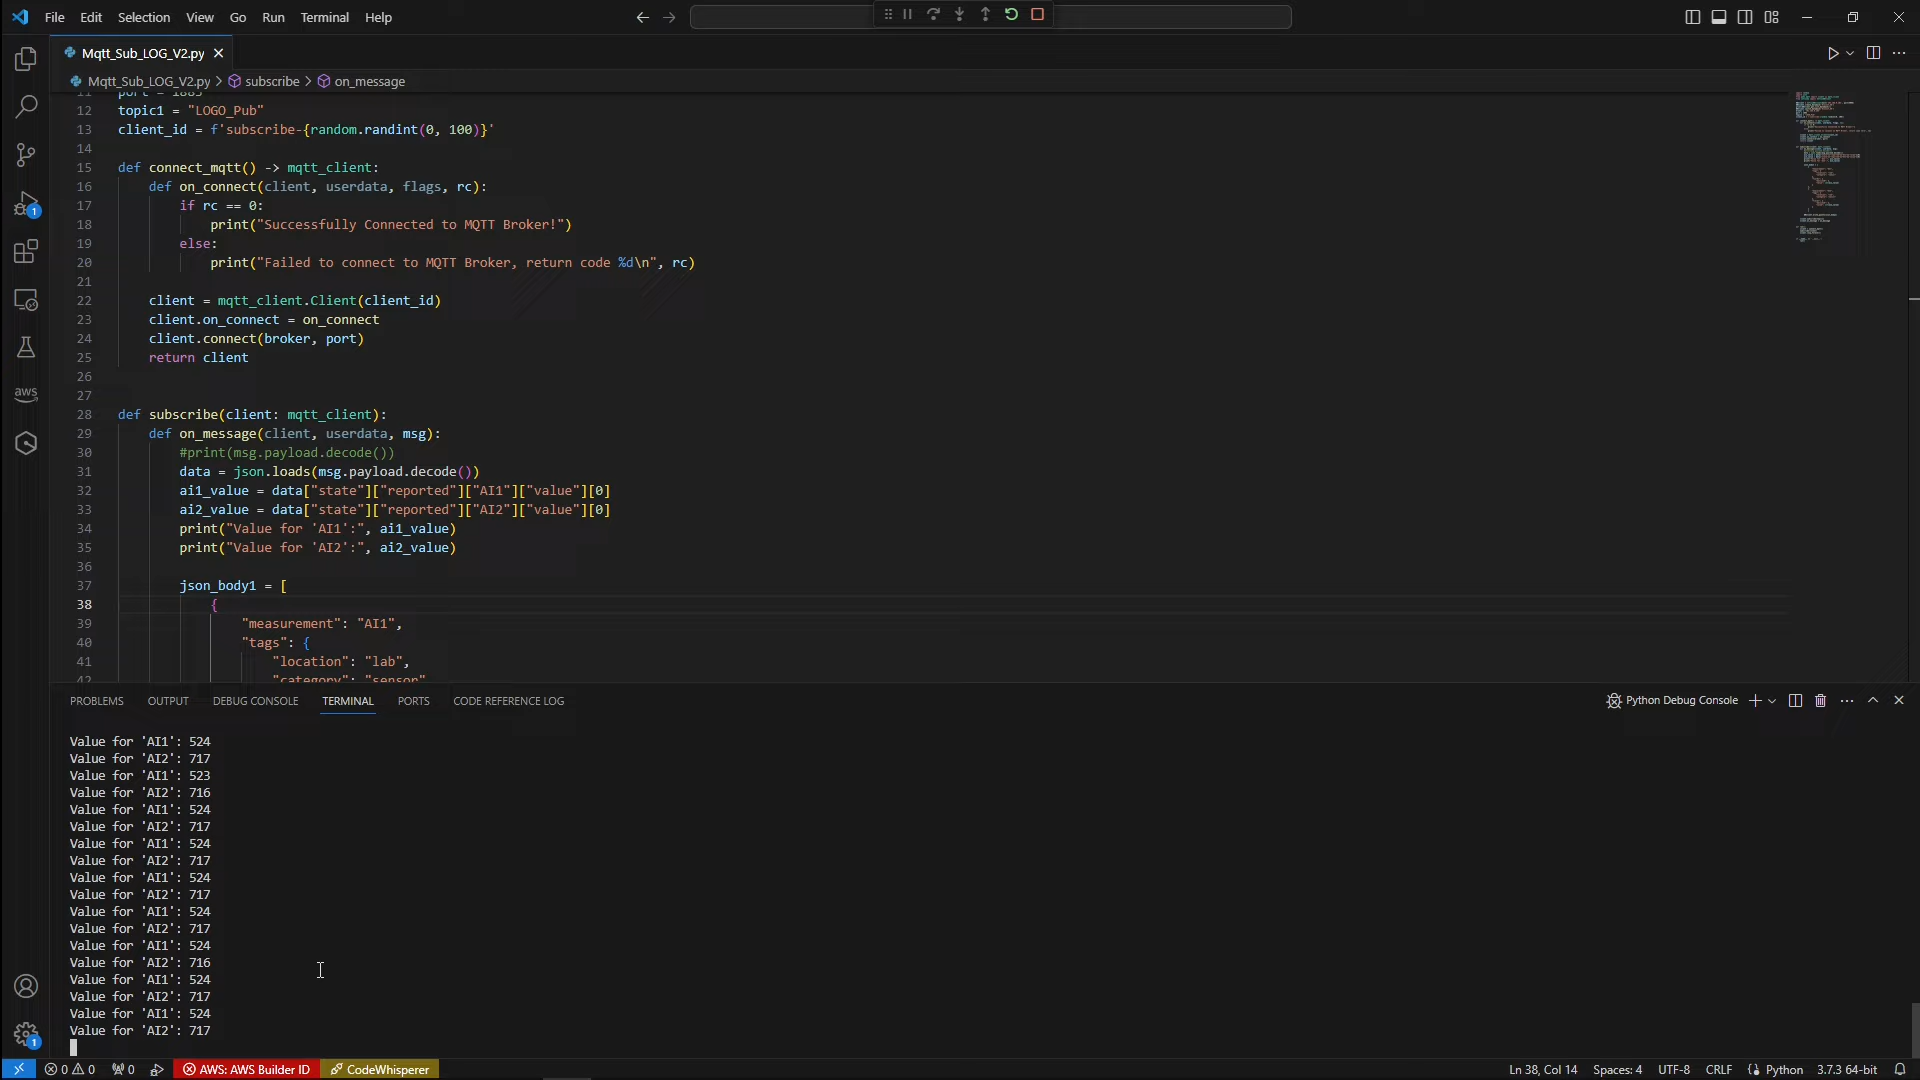 File Edit Selection View Go Run Terminal Help
Mqtt_Sub_LOG_V2.py
Mqtt_Sub_LOG_V2.py > subscribe > on_message
11 port = 1883
12 topic1 = "LOGO_Pub"
13 client_id = f'subscribe-{random.randint(0, 100)}'
14
15 def connect_mqtt() -> mqtt_client:
16 def on_connect(client, userdata, flags, rc):
17 if rc == 0:
18 print("Successfully Connected to MQTT Broker!")
19 else:
20 print("Failed to connect to MQTT Broker, return code %d\n", rc)
21
22 client = mqtt_client.Client(client_id)
23 client.on_connect = on_connect
24 client.connect(broker, port)
25 return client
26
27
28 def subscribe(client: mqtt_client):
29 def on_message(client, userdata, msg):
30 #print(msg.payload.decode())
31 data = json.loads(msg.payload.decode())
32 ai1_value = data["state"]["reported"]["AI1"]["value"][0]
33 ai2_value = data["state"]["reported"]["AI2"]["value"][0]
34 print("Value for 'AI1':", ai1_value)
35 print("Value for 'AI2':", ai2_value)
36
37 json_body1 = [
38 {
39 "measurement": "AI1",
40 "tags": {
41 "location": "lab",
42 "category": "sensor"
PROBLEMS OUTPUT DEBUG CONSOLE TERMINAL PORTS CODE REFERENCE LOG
Python Debug Console
Value for 'AI1': 524
Value for 'AI2': 717
Value for 'AI1': 523
Value for 'AI2': 716
Value for 'AI1': 524
Value for 'AI2': 717
Value for 'AI1': 524
Value for 'AI2': 717
Value for 'AI1': 524
Value for 'AI2': 717
Value for 'AI1': 524
Value for 'AI2': 717
Value for 'AI1': 524
Value for 'AI2': 716
Value for 'AI1': 524
Value for 'AI2': 717
Value for 'AI1': 524
Value for 'AI2': 717
aws
1
1
0 0 0 AWS: AWS Builder ID CodeWhisperer Ln 38, Col 14 Spaces: 4 UTF-8 CRLF Python 3.7.3 64-bit